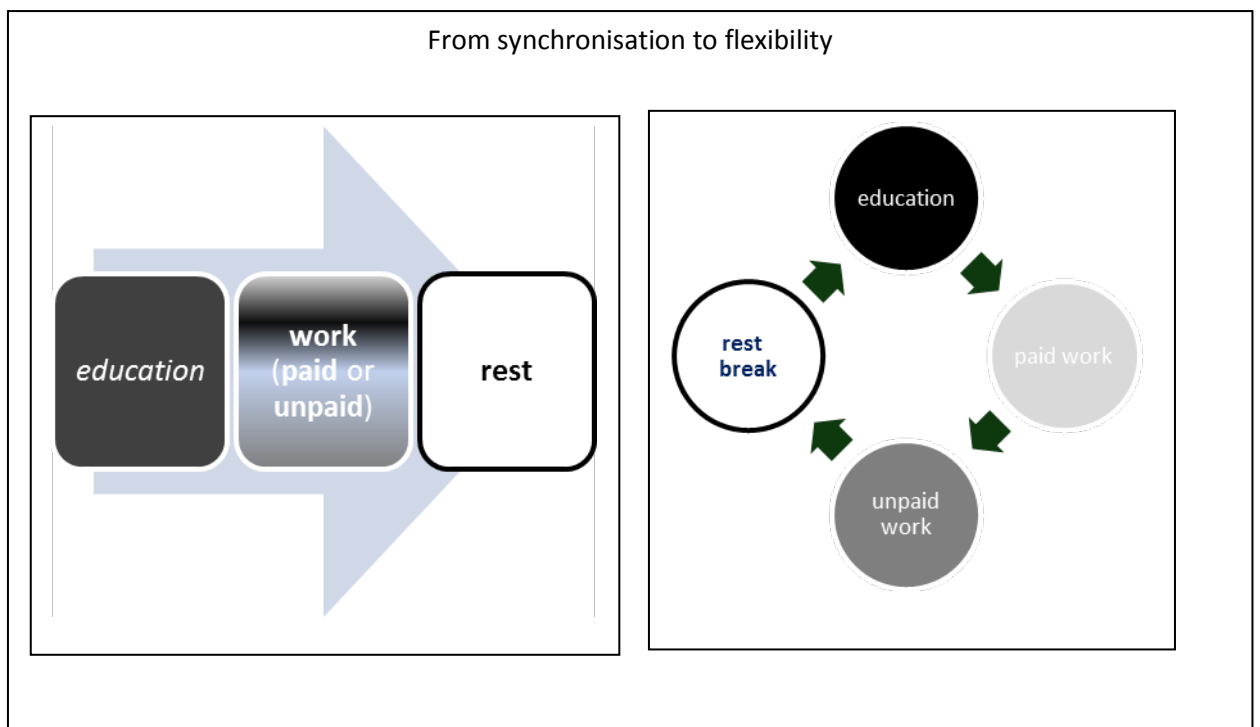 From synchronisation to flexibility
education
work
(paid or
unpaid)
rest
education
paid work
unpaid
work
rest
break